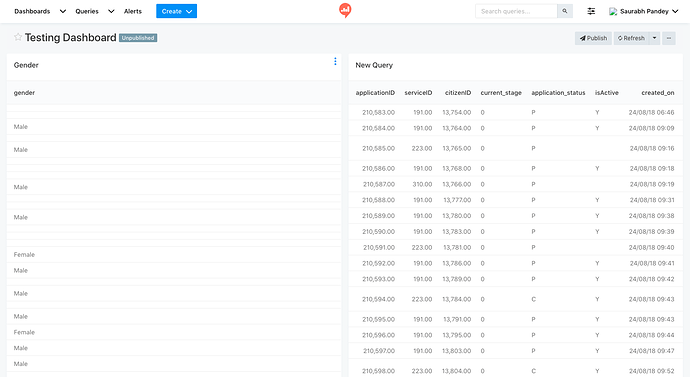 Dashboards Queries Alerts Create Search queries... Saurabh Pandey
Testing Dashboard Unpublished Publish Refresh
Gender
gender
Male
Male
Male
Male
Female
Male
Male
Male
Female
Male
Male
New Query
applicationID serviceID citizenID current_stage application_status isActive created_on
210,583.00 191.00 13,754.00 0 P 24/08/18 06:46
210,584.00 191.00 13,764.00 0 P Y 24/08/18 09:09
210,585.00 223.00 13,765.00 0 P 24/08/18 09:16
210,586.00 191.00 13,768.00 0 P Y 24/08/18 09:18
210,587.00 310.00 13,766.00 0 P 24/08/18 09:19
210,588.00 191.00 13,777.00 0 P Y 24/08/18 09:31
210,589.00 191.00 13,780.00 0 P Y 24/08/18 09:38
210,590.00 191.00 13,783.00 0 P Y 24/08/18 09:39
210,591.00 223.00 13,781.00 0 P 24/08/18 09:40
210,592.00 191.00 13,786.00 0 P Y 24/08/18 09:41
210,593.00 191.00 13,789.00 0 P Y 24/08/18 09:42
210,594.00 223.00 13,784.00 0 C Y 24/08/18 09:43
210,595.00 191.00 13,791.00 0 P Y 24/08/18 09:43
210,596.00 191.00 13,795.00 0 P Y 24/08/18 09:44
210,597.00 191.00 13,803.00 0 P Y 24/08/18 09:47
210,598.00 223.00 13,804.00 0 C Y 24/08/18 09:52